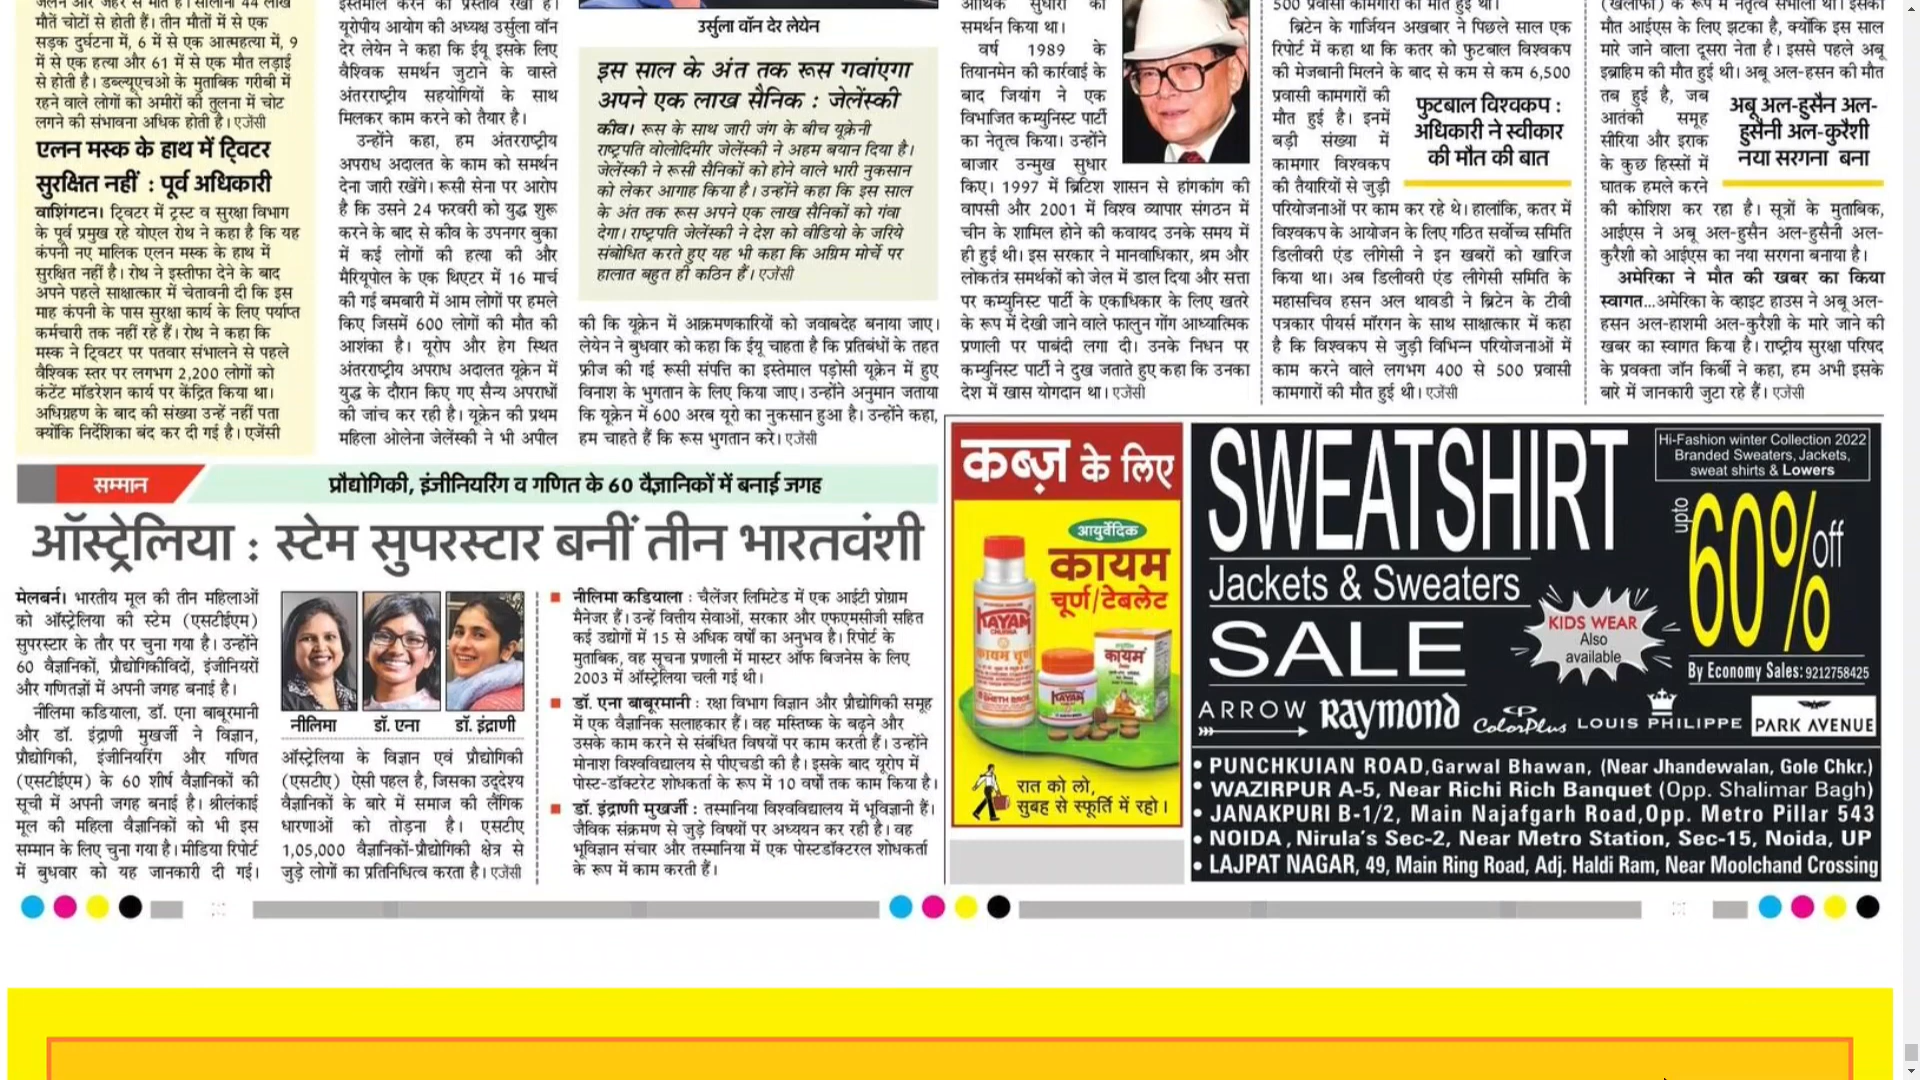 जलने और जहर से मौत है। सालाना 44 लाख
मौतें चोटों से होती हैं। तीन मौतों में से एक
सड़क दुर्घटना में, 6 में से एक आत्महत्या में, 9
में से एक हत्या और 61 में से एक मौत लड़ाई
से होती है। डब्ल्यूएचओ के मुताबिक गरीबी में
रहने वाले लोगों को अमीरों की तुलना में चोट
लगने की संभावना अधिक होती है। एजेंसी
एलन मस्क के हाथ में ट्विटर
सुरक्षित नहीं : पूर्व अधिकारी
वाशिंगटन। ट्विटर में ट्रस्ट व सुरक्षा विभाग
के पूर्व प्रमुख रहे योएल रोथ ने कहा है कि यह
कंपनी नए मालिक एलन मस्क के हाथ में
सुरक्षित नहीं है। रोथ ने इस्तीफा देने के बाद
अपने पहले साक्षात्कार में चेतावनी दी कि इस
माह कंपनी के पास सुरक्षा कार्य के लिए पर्याप्त
कर्मचारी तक नहीं रहे हैं। रोथ ने कहा कि
मस्क ने ट्विटर पर पतवार संभालने से पहले
वैश्विक स्तर पर लगभग 2,200 लोगों को
कंटेंट मॉडरेशन कार्य पर केंद्रित किया था।
अधिग्रहण के बाद की संख्या उन्हें नहीं पता
क्योंकि निर्देशिका बंद कर दी गई है। एजेंसी
इस्तेमाल करने का प्रस्ताव रखा है।
यूरोपीय आयोग की अध्यक्ष उर्सुला वॉन
देर लेयेन ने कहा कि ईयू इसके लिए
वैश्विक समर्थन जुटाने के वास्ते
अंतरराष्ट्रीय सहयोगियों के साथ
मिलकर काम करने को तैयार है।
उन्होंने कहा, हम अंतरराष्ट्रीय
अपराध अदालत के काम को समर्थन
देना जारी रखेंगे। रूसी सेना पर आरोप
है कि उसने 24 फरवरी को युद्ध शुरू
करने के बाद से कीव के उपनगर बुका
में कई लोगों की हत्या की और
मैरियूपोल के एक थिएटर में 16 मार्च
की गई बमबारी में आम लोगों पर हमले
किए जिसमें 600 लोगों की मौत की
आशंका है। यूरोप और हेग स्थित
अंतरराष्ट्रीय अपराध अदालत यूक्रेन में
युद्ध के दौरान किए गए सैन्य अपराधों
की जांच कर रही है। यूक्रेन की प्रथम
महिला ओलेना जेलेंस्की ने भी अपील
उर्सुला वॉन देर लेयेन
इस साल के अंत तक रूस गवांएगा
अपने एक लाख सैनिक : जेलेंस्की
कीव। रूस के साथ जारी जंग के बीच यूक्रेनी
राष्ट्रपति वोलोदिमीर जेलेंस्की ने अहम बयान दिया है।
जेलेंस्की ने रूसी सैनिकों को होने वाले भारी नुकसान
को लेकर आगाह किया है। उन्होंने कहा कि इस साल
के अंत तक रूस अपने एक लाख सैनिकों को गंवा
देगा। राष्ट्रपति जेलेंस्की ने देश को वीडियो के जरिये
संबोधित करते हुए यह भी कहा कि अग्रिम मोर्चे पर
हालात बहुत ही कठिन हैं। एजेंसी
की कि यूक्रेन में आक्रमणकारियों को जवाबदेह बनाया जाए।
लेयेन ने बुधवार को कहा कि ईयू चाहता है कि प्रतिबंधों के तहत
फ्रीज की गई रूसी संपत्ति का इस्तेमाल पड़ोसी यूक्रेन में हुए
विनाश के भुगतान के लिए किया जाए। उन्होंने अनुमान जताया
कि यूक्रेन में 600 अरब यूरो का नुकसान हुआ है। उन्होंने कहा,
हम चाहते हैं कि रूस भुगतान करे। एजेंसी
आर्थिक सुधारों का
समर्थन किया था।
वर्ष 1989 के
तियानमेन की कार्रवाई के
बाद जियांग ने एक
विभाजित कम्युनिस्ट पार्टी
का नेतृत्व किया। उन्होंने
बाजार उन्मुख सुधार
किए। 1997 में ब्रिटिश शासन से हांगकांग की
वापसी और 2001 में विश्व व्यापार संगठन में
चीन के शामिल होने की कवायद उनके समय में
ही हुई थी। इस सरकार ने मानवाधिकार, श्रम और
लोकतंत्र समर्थकों को जेल में डाल दिया और सत्ता
पर कम्युनिस्ट पार्टी के एकाधिकार के लिए खतरे
के रूप में देखी जाने वाले फालुन गोंग आध्यात्मिक
प्रणाली पर पाबंदी लगा दी। उनके निधन पर
कम्युनिस्ट पार्टी ने दुख जताते हुए कहा कि उनका
देश में खास योगदान था। एजेंसी
500 प्रवासी कामगारों की मौत हुई थी।
ब्रिटेन के गार्जियन अखबार ने पिछले साल एक
रिपोर्ट में कहा था कि कतर को फुटबाल विश्वकप
की मेजबानी मिलने के बाद से कम से कम 6,500
प्रवासी कामगारों की
मौत हुई है। इनमें
बड़ी संख्या में
कामगार विश्वकप
की तैयारियों से जुड़ी
फुटबाल विश्वकप :
अधिकारी ने स्वीकार
की मौत की बात
परियोजनाओं पर काम कर रहे थे। हालांकि, कतर में
विश्वकप के आयोजन के लिए गठित सर्वोच्च समिति
डिलीवरी एंड लीगेसी ने इन खबरों को खारिज
किया था। अब डिलीवरी एंड लीगेसी समिति के
महासचिव हसन अल थावडी ने ब्रिटेन के टीवी
पत्रकार पीयर्स मॉरगन के साथ साक्षात्कार में कहा
है कि विश्वकप से जुड़ी विभिन्न परियोजनाओं में
काम करने वाले लगभग 400 से 500 प्रवासी
कामगारों की मौत हुई थी। एजेंसी
(खलीफा) के रूप में नेतृत्व संभाला था। इसकी
मौत आईएस के लिए झटका है, क्योंकि इस साल
मारे जाने वाला दूसरा नेता है। इससे पहले अबू
इब्राहिम की मौत हुई थी। अबू अल-हसन की मौत
तब हुई है, जब
आतंकी समूह
सीरिया और इराक
के कुछ हिस्सों में
घातक हमले करने
अबू अल-हुसैन अल-
हुसैनी अल-कुरैशी
नया सरगना बना
की कोशिश कर रहा है। सूत्रों के मुताबिक,
आईएस ने अबू अल-हुसैन अल-हुसैनी अल-
कुरैशी को आईएस का नया सरगना बनाया है।
अमेरिका ने मौत की खबर का किया
स्वागत...अमेरिका के व्हाइट हाउस ने अबू अल-
हसन अल-हाशमी अल-कुरैशी के मारे जाने की
खबर का स्वागत किया है। राष्ट्रीय सुरक्षा परिषद
के प्रवक्ता जॉन किर्बी ने कहा, हम अभी इसके
बारे में जानकारी जुटा रहे हैं। एजेंसी
सम्मान
प्रौद्योगिकी, इंजीनियरिंग व गणित के 60 वैज्ञानिकों में बनाई जगह
ऑस्ट्रेलिया : स्टेम सुपरस्टार बनीं तीन भारतवंशी
मेलबर्न। भारतीय मूल की तीन महिलाओं
को ऑस्ट्रेलिया की स्टेम (एसटीईएम)
सुपरस्टार के तौर पर चुना गया है। उन्होंने
60 वैज्ञानिकों, प्रौद्योगिकीविदों, इंजीनियरों
और गणितज्ञों में अपनी जगह बनाई है।
नीलिमा कडियाला, डॉ. एना बाबूरमानी
और डॉ. इंद्राणी मुखर्जी ने विज्ञान,
प्रौद्योगिकी, इंजीनियरिंग और गणित
(एसटीईएम) के 60 शीर्ष वैज्ञानिकों की
सूची में अपनी जगह बनाई है। श्रीलंकाई
मूल की महिला वैज्ञानिकों को भी इस
सम्मान के लिए चुना गया है। मीडिया रिपोर्ट
में बुधवार को यह जानकारी दी गई।
नीलिमा डॉ. एना डॉ. इंद्राणी
ऑस्ट्रेलिया के विज्ञान एवं प्रौद्योगिकी
(एसटीए) ऐसी पहल है, जिसका उद्देश्य
वैज्ञानिकों के बारे में समाज की लैंगिक
धारणाओं को तोड़ना है। एसटीए
1,05,000 वैज्ञानिकों-प्रौद्योगिकी क्षेत्र से
जुड़े लोगों का प्रतिनिधित्व करता है। एजेंसी
नीलिमा कडियाला : चैलेंजर लिमिटेड में एक आईटी प्रोग्राम
मैनेजर हैं। उन्हें वित्तीय सेवाओं, सरकार और एफएमसीजी सहित
कई उद्योगों में 15 से अधिक वर्षों का अनुभव है। रिपोर्ट के
मुताबिक, वह सूचना प्रणाली में मास्टर ऑफ बिजनेस के लिए
2003 में ऑस्ट्रेलिया चली गई थी।
डॉ. एना बाबूरमानी : रक्षा विभाग विज्ञान और प्रौद्योगिकी समूह
में एक वैज्ञानिक सलाहकार हैं। वह मस्तिष्क के बढ़ने और
उसके काम करने से संबंधित विषयों पर काम करती हैं। उन्होंने
मोनाश विश्वविद्यालय से पीएचडी की है। इसके बाद यूरोप में
पोस्ट-डॉक्टरेट शोधकर्ता के रूप में 10 वर्षों तक काम किया है।
डॉ. इंद्राणी मुखर्जी : तस्मानिया विश्वविद्यालय में भूविज्ञानी हैं।
जैविक संक्रमण से जुड़े विषयों पर अध्ययन कर रही है। वह
भूविज्ञान संचार और तस्मानिया में एक पोस्टडॉक्टरल शोधकर्ता
के रूप में काम करती हैं।
कब्ज़ के लिए
आयुर्वेदिक
कायम
चूर्ण/टेबलेट
KAYAM
CHURNA
कायम चूर्ण
SHETH BROS.
KAYAM
कायम
रात को लो,
सुबह से स्फूर्ति में रहो।
SWEATSHIRT
Jackets & Sweaters
SALE
Hi-Fashion winter Collection 2022
Branded Sweaters, Jackets,
sweat shirts & Lowers
upto
60% off
KIDS WEAR
Also
available
By Economy Sales: 9212758425
ARROW Raymond ColorPlus LOUIS PHILIPPE PARK AVENUE
• PUNCHKUIAN ROAD, Garwal Bhawan, (Near Jhandewalan, Gole Chkr.)
• WAZIRPUR A-5, Near Richi Rich Banquet (Opp. Shalimar Bagh)
• JANAKPURI B-1/2, Main Najafgarh Road, Opp. Metro Pillar 543
• NOIDA, Nirula's Sec-2, Near Metro Station, Sec-15, Noida, UP
• LAJPAT NAGAR, 49, Main Ring Road, Adj. Haldi Ram, Near Moolchand Crossing